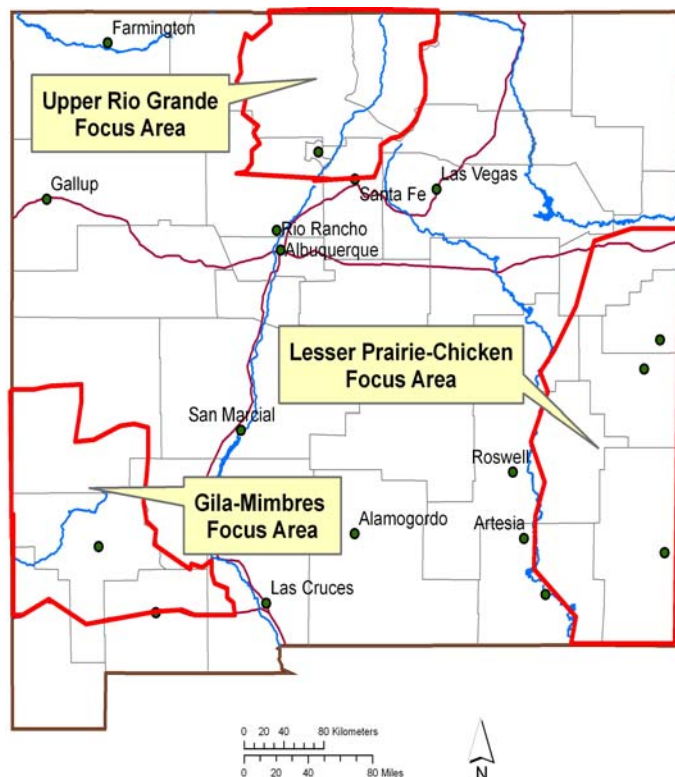 Farmington
Upper Rio Grande
Focus Area
Gallup
Santa Fe
Las Vegas
Rio Rancho
Albuquerque
Lesser Prairie-Chicken
Focus Area
San Marcial
Roswell
Gila-Mimbres
Focus Area
Alamogordo
Artesia
Las Cruces
0 20 40 80 Kilometers
0 20 40 80 Miles
N